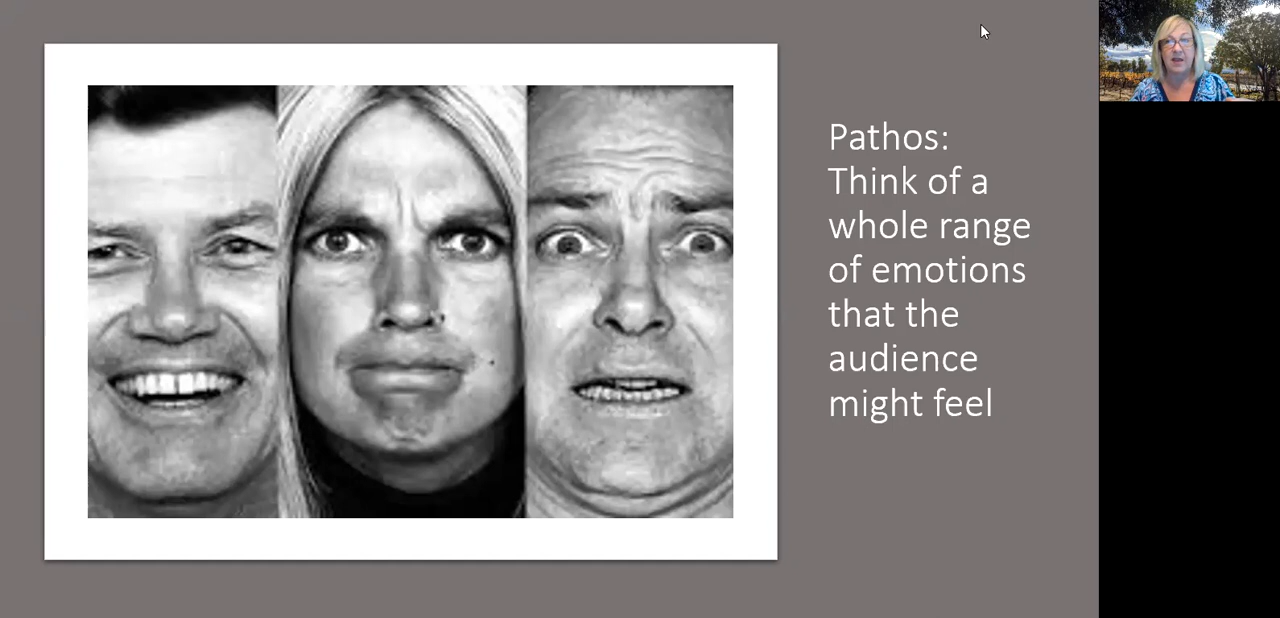 Pathos:
Think of a
whole range
of emotions
that the
audience
might feel